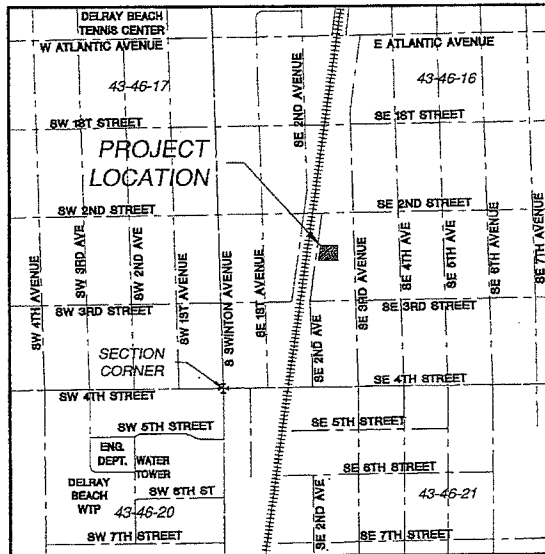 DELRAY BEACH
TENNIS CENTER
W ATLANTIC AVENUE
E ATLANTIC AVENUE
43-46-17
43-46-16
SE 2ND AVENUE
SW 1ST STREET
SE 1ST STREET
PROJECT
LOCATION
SW 2ND STREET
SE 2ND STREET
SW 4TH AVENUE
SW 3RD AVE
SW 2ND AVE
SW 1ST AVENUE
S SWINTON AVENUE
SE 1ST AVENUE
SE 2ND AVE
SE 3RD AVENUE
SE 4TH AVE
SE 5TH AVE
SE 6TH AVENUE
SE 7TH AVENUE
SW 3RD STREET
SE 3RD STREET
SECTION
CORNER
SW 4TH STREET
SE 4TH STREET
SW 5TH STREET
SE 5TH STREET
ENG.
DEPT.
WATER
TOWER
SE 6TH STREET
DELRAY
BEACH
WTP
SW 6TH ST
43-46-20
SE 2ND AVE
43-46-21
SW 7TH STREET
SE 7TH STREET